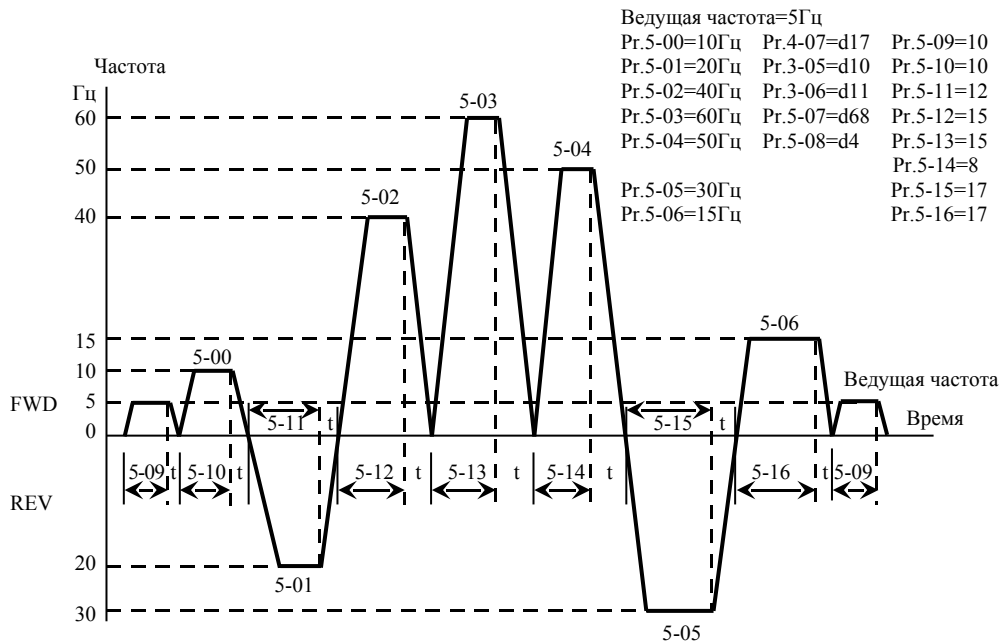 Ведущая частота=5Гц
Pr.5-00=10Гц Pr.4-07=d17 Pr.5-09=10
Pr.5-01=20Гц Pr.3-05=d10 Pr.5-10=10
Pr.5-02=40Гц Pr.3-06=d11 Pr.5-11=12
Pr.5-03=60Гц Pr.5-07=d68 Pr.5-12=15
Pr.5-04=50Гц Pr.5-08=d4 Pr.5-13=15
Pr.5-14=8
Pr.5-05=30Гц Pr.5-15=17
Pr.5-06=15Гц Pr.5-16=17
Частота
Гц
5-03
60
5-04
50
5-02
40
15
5-06
5-00
10
Ведущая частота
FWD 5
5-11 t
5-15 t
Время
0
5-09 t 5-10 t 5-12 t 5-13 t 5-14 t 5-16 t 5-09
REV
20
5-01
30
5-05